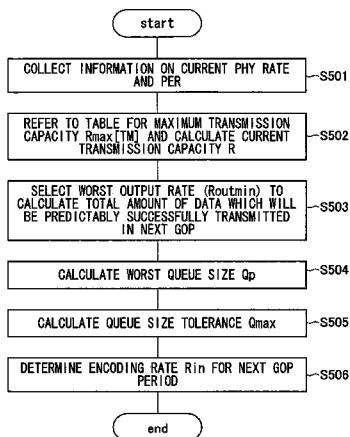 start
COLLECT INFORMATION ON CURRENT PHY RATE
AND PER
S501
REFER TO TABLE FOR MAXIMUM TRANSMISSION
CAPACITY Rmax[TM] AND CALCULATE CURRENT
TRANSMISSION CAPACITY R
S502
SELECT WORST OUTPUT RATE (Routmin) TO
CALCULATE TOTAL AMOUNT OF DATA WHICH WILL
BE PREDICTABLY SUCCESSFULLY TRANSMITTED
IN NEXT GOP
S503
CALCULATE WORST QUEUE SIZE Qp
S504
CALCULATE QUEUE SIZE TOLERANCE Qmax
S505
DETERMINE ENCODING RATE Rin FOR NEXT GOP
PERIOD
S506
end